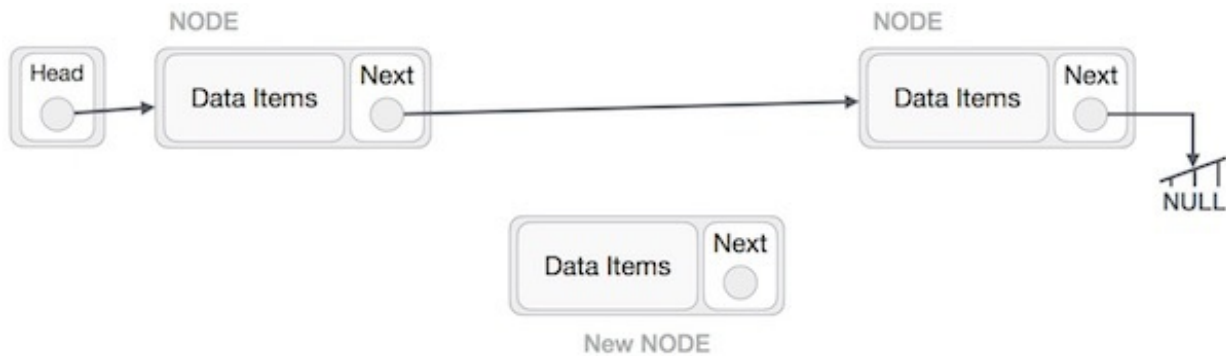 NODE
NODE
Head
Data Items
Next
Data Items
Next
NULL
Data Items
Next
New NODE